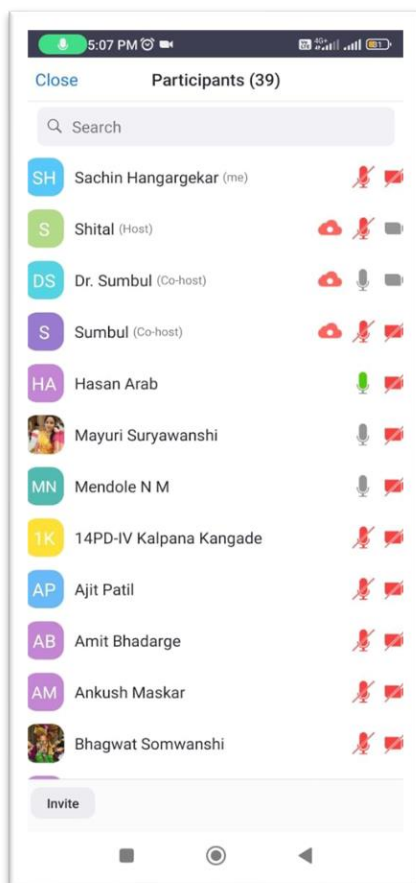 5:07 PM
4G+
Close Participants (39)
Search
SH Sachin Hangargekar (me)
S Shital (Host)
DS Dr. Sumbul (Co-host)
S Sumbul (Co-host)
HA Hasan Arab
Mayuri Suryawanshi
MN Mendole N M
1K 14PD-IV Kalpana Kangade
AP Ajit Patil
AB Amit Bhadarge
AM Ankush Maskar
Bhagwat Somwanshi
Invite